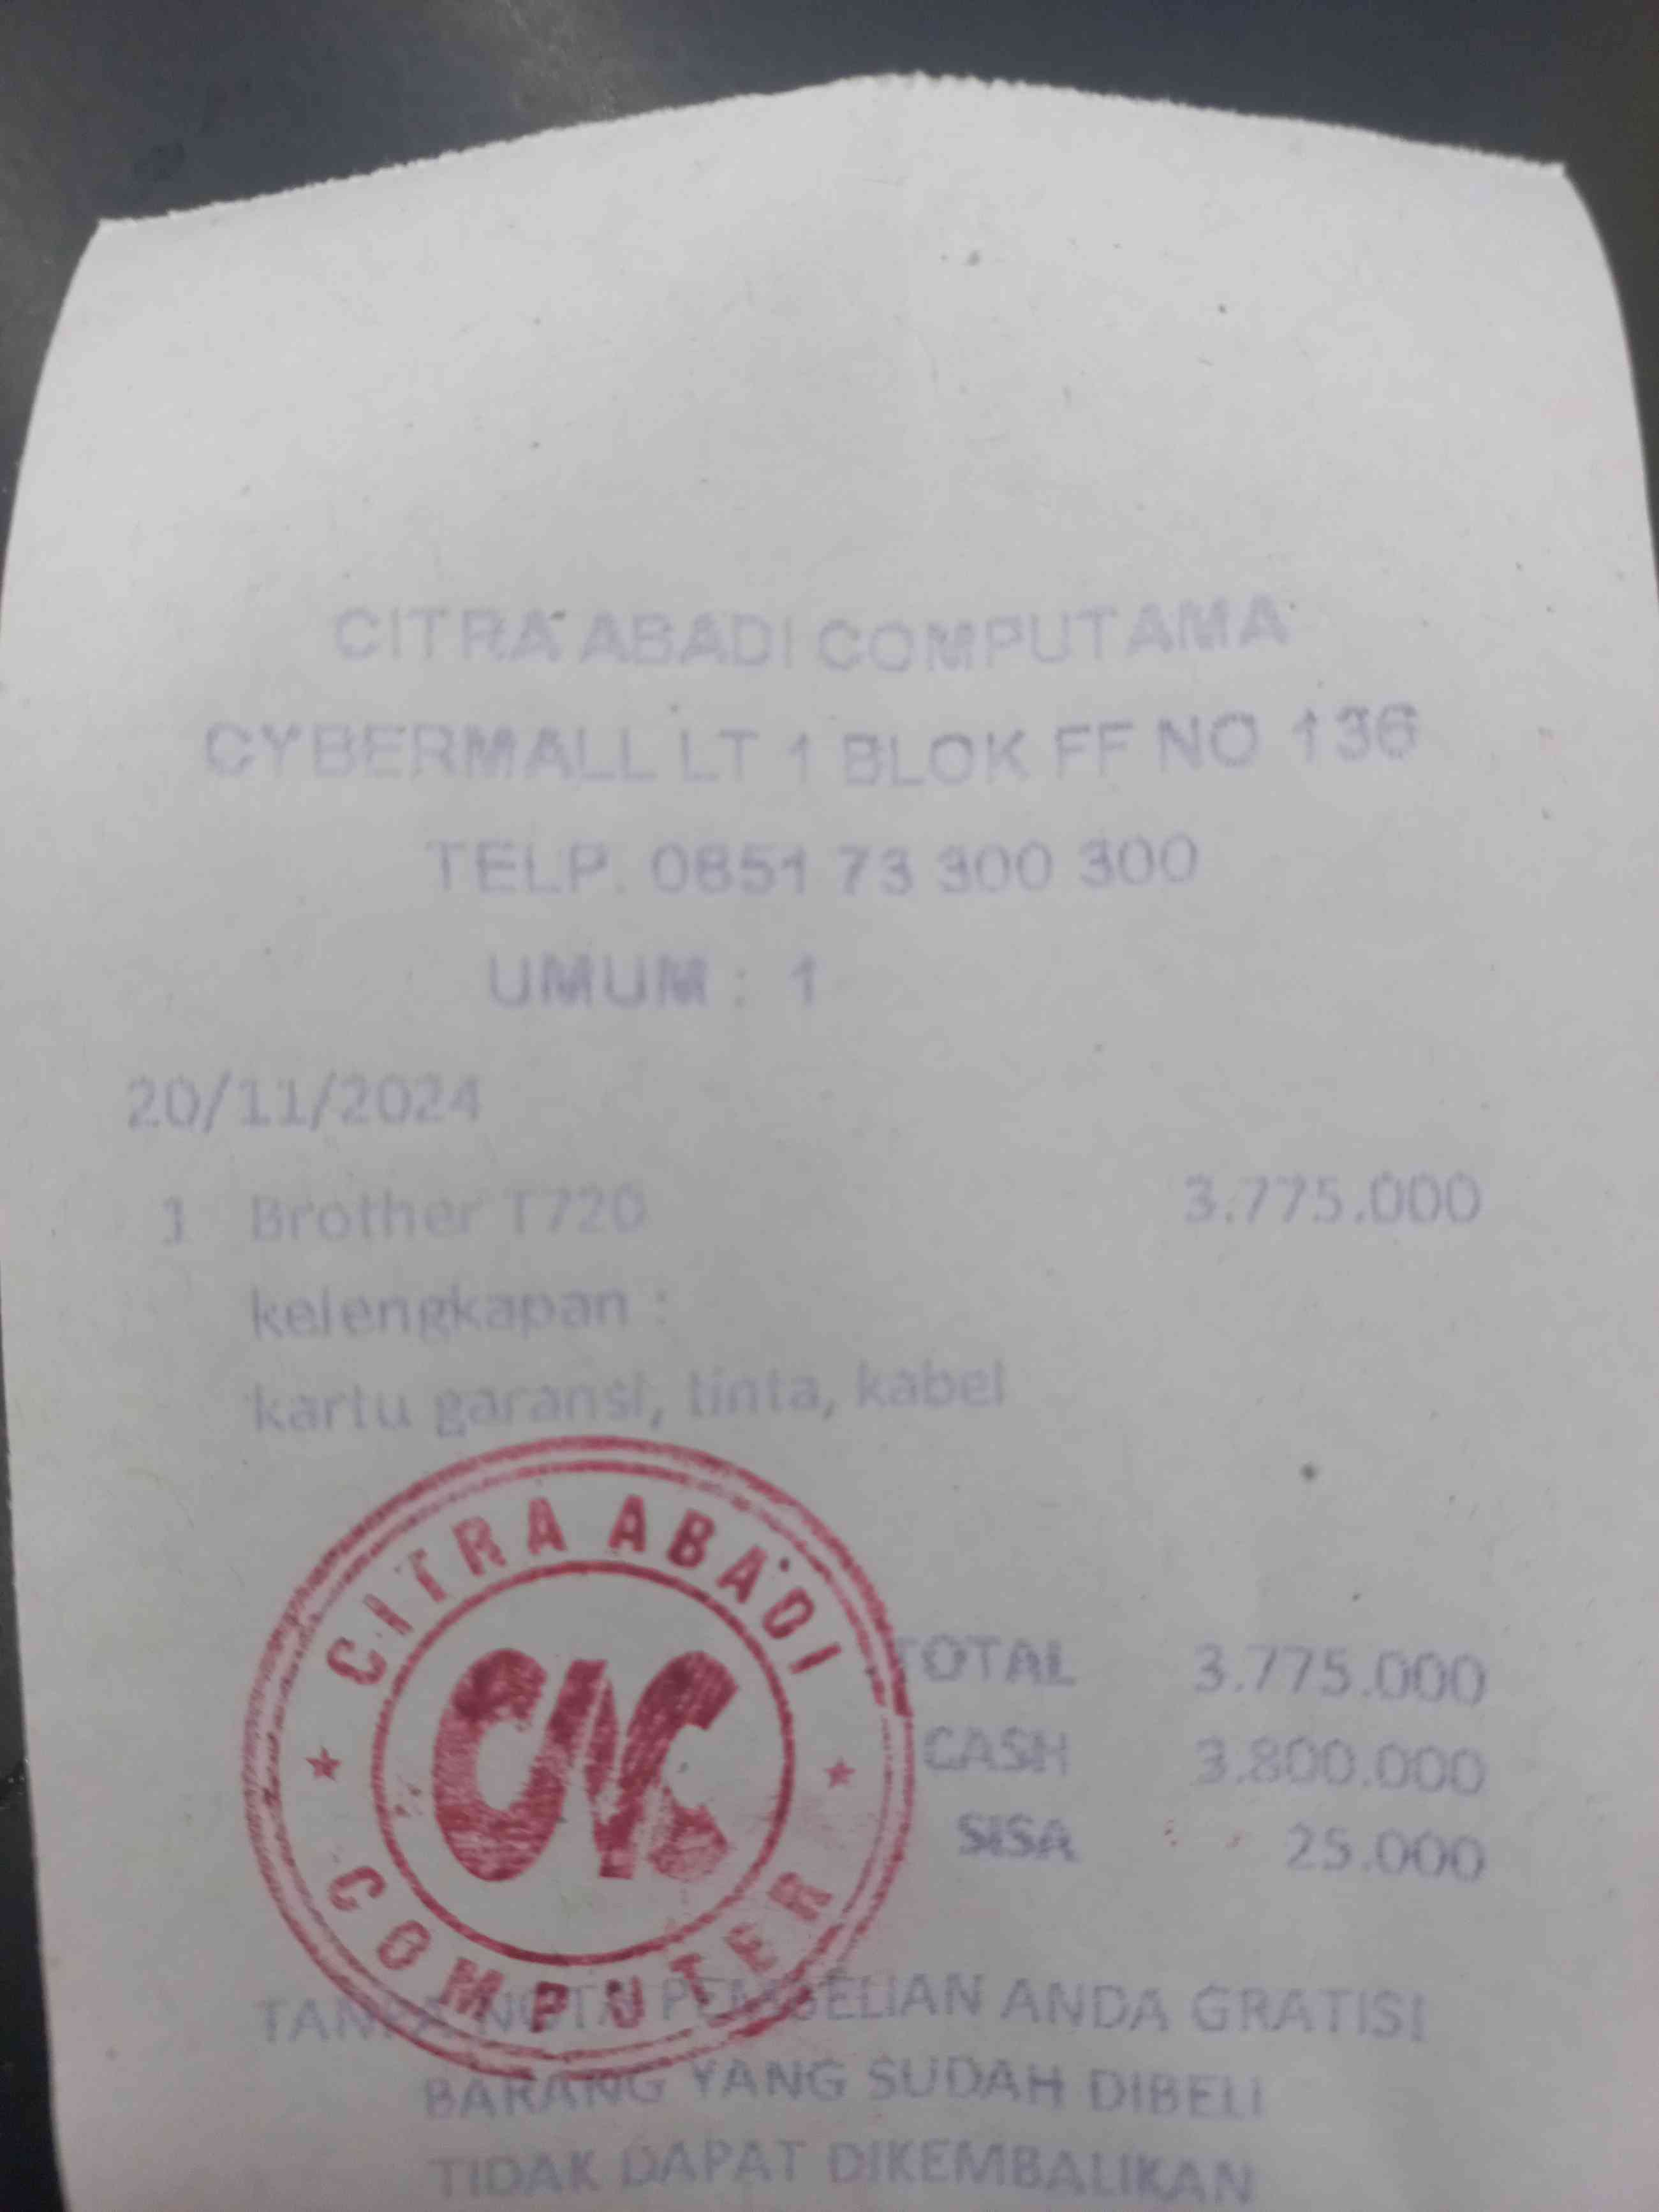 CITRA ABADI COMPUTAMA
CYBERMALL LT 1 BLOK FF NO 136
TELP. 0851 73 300 300
UMUM : 1
20/11/2024
1 Brother T720 3.775.000
kelengkapan :
kartu garansi, tinta, kabel
CITRA ABADI
CAC
COMPUTER
TOTAL 3.775.000
CASH 3.800.000
SISA 25.000
TANPA NOTA PEMBELIAN ANDA GRATIS!
BARANG YANG SUDAH DIBELI
TIDAK DAPAT DIKEMBALIKAN